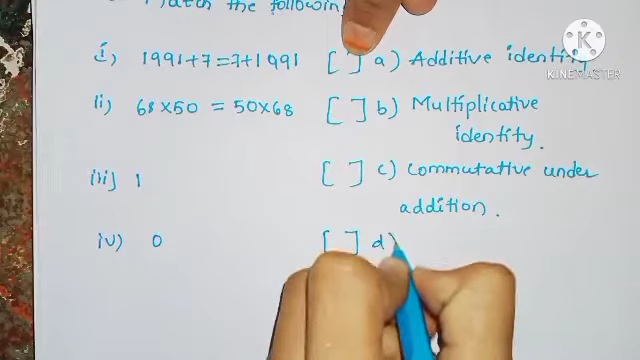 Match the following
i) 1991+7=7+1991 [ ] a) Additive identity
KINEMASTER
ii) 68×50 = 50×68 [ ] b) Multiplicative
identity.
iii] 1 [ ] c) Commutative under
addition.
iv) 0 [ ] d)